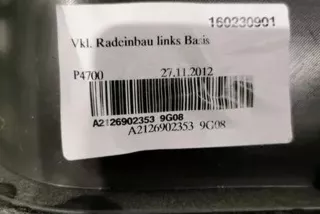 160230901
Vkl. Radeinbau links Basis
P4700 27.11.2012
A2126902353 9G08
A2126902353 9G08